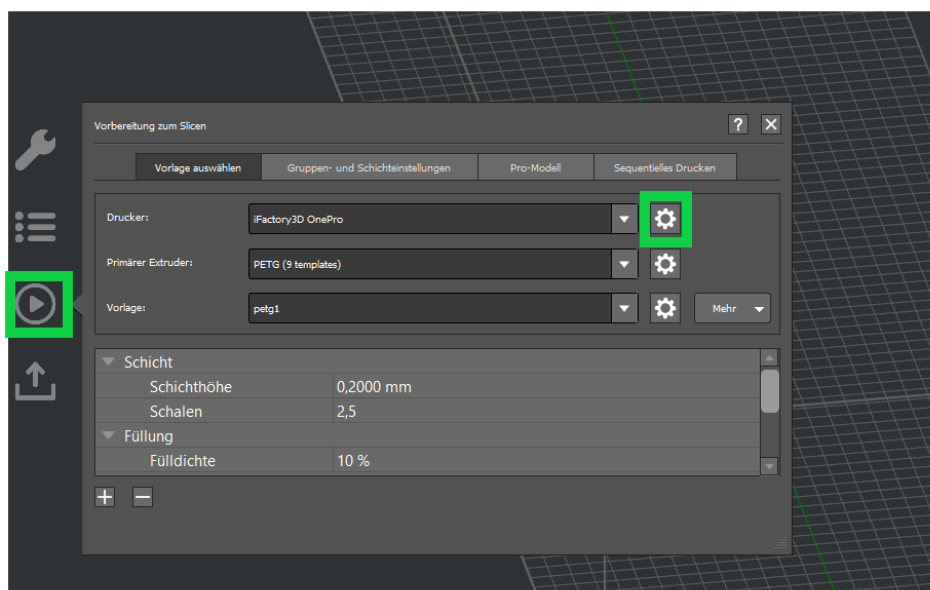 Vorbereitung zum Slicen ?
Vorlage auswählen Gruppen- und Schichteinstellungen Pro-Modell Sequentielles Drucken
Drucker: iFactory3D OnePro
Primärer Extruder: PETG (9 templates)
Vorlage: petg1 Mehr
Schicht
Schichthöhe 0,2000 mm
Schalen 2,5
Füllung
Fülldichte 10 %